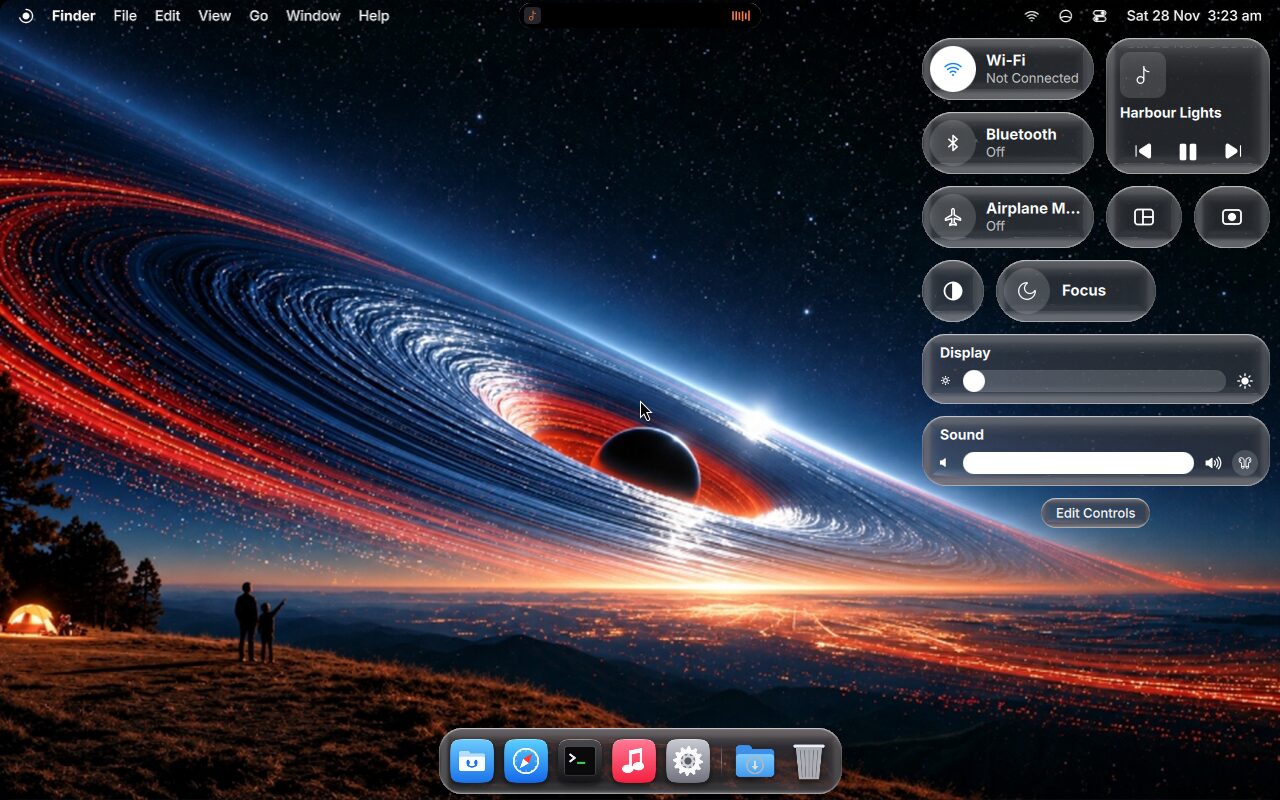 Finder File Edit View Go Window Help
Sat 28 Nov 3:23 am
Wi-Fi
Not Connected
Harbour Lights
Bluetooth
Off
Airplane M...
Off
Focus
Display
Sound
Edit Controls